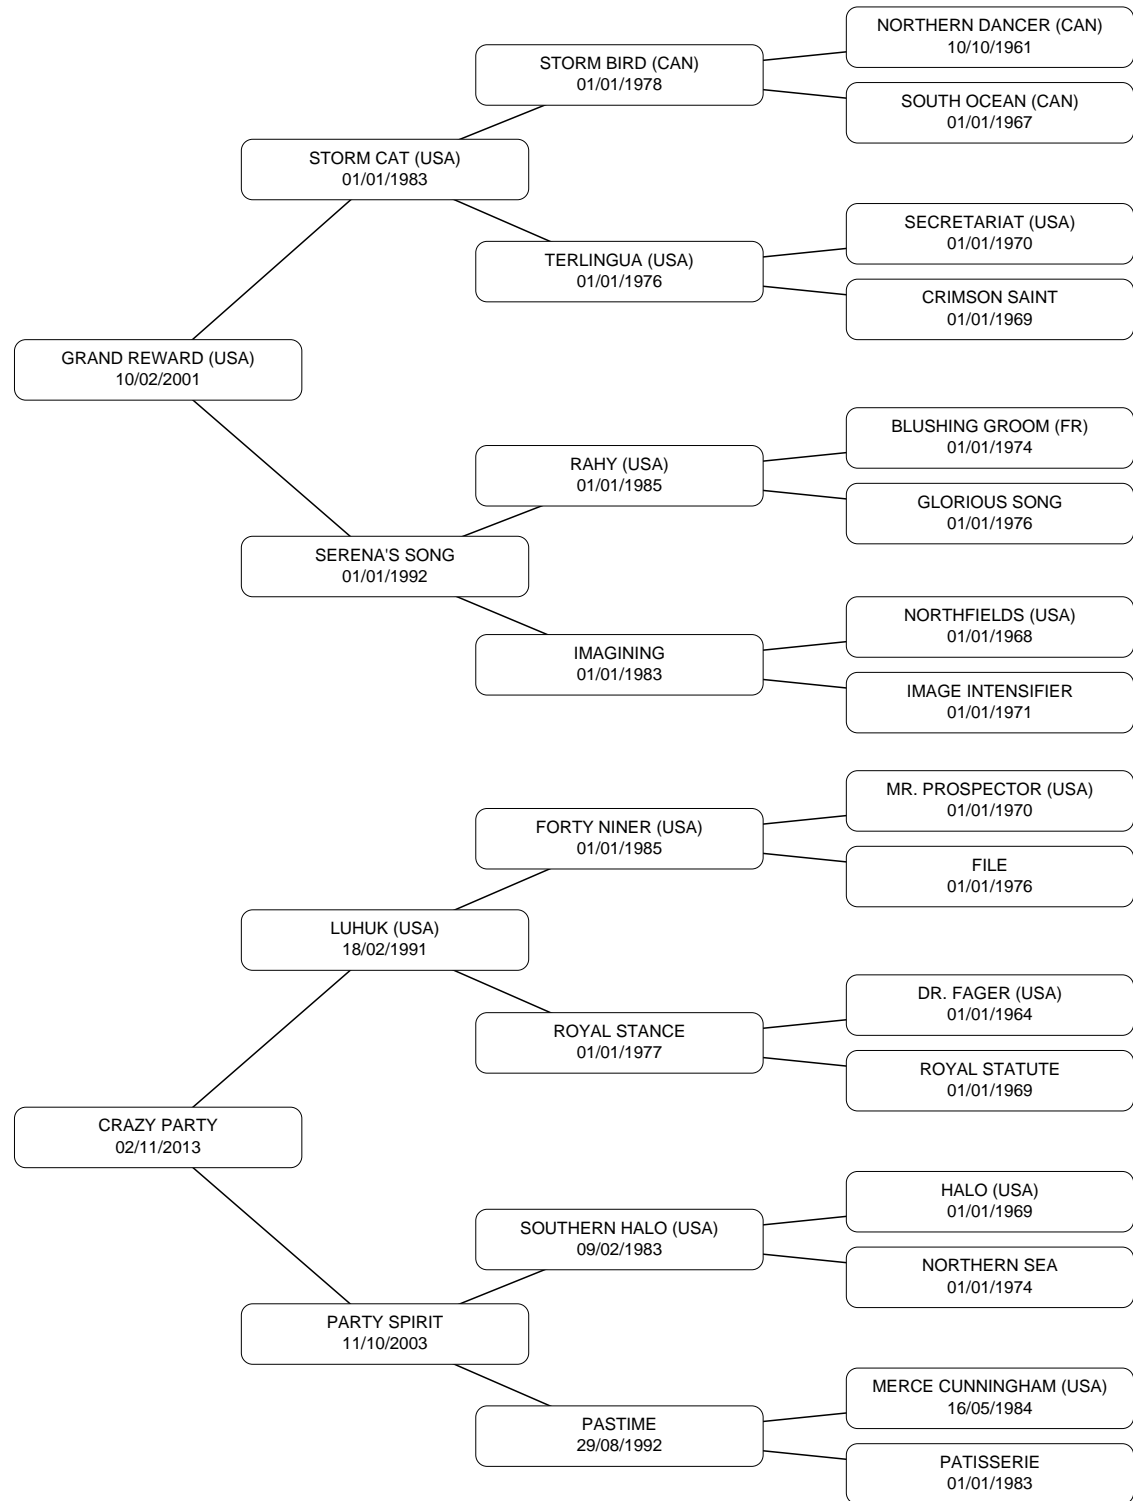 NORTHERN DANCER (CAN)
10/10/1961
STORM BIRD (CAN)
01/01/1978
SOUTH OCEAN (CAN)
01/01/1967
STORM CAT (USA)
01/01/1983
SECRETARIAT (USA)
01/01/1970
TERLINGUA (USA)
01/01/1976
CRIMSON SAINT
01/01/1969
GRAND REWARD (USA)
10/02/2001
BLUSHING GROOM (FR)
01/01/1974
RAHY (USA)
01/01/1985
GLORIOUS SONG
01/01/1976
SERENA'S SONG
01/01/1992
NORTHFIELDS (USA)
01/01/1968
IMAGINING
01/01/1983
IMAGE INTENSIFIER
01/01/1971
MR. PROSPECTOR (USA)
01/01/1970
FORTY NINER (USA)
01/01/1985
FILE
01/01/1976
LUHUK (USA)
18/02/1991
DR. FAGER (USA)
01/01/1964
ROYAL STANCE
01/01/1977
ROYAL STATUTE
01/01/1969
CRAZY PARTY
02/11/2013
HALO (USA)
01/01/1969
SOUTHERN HALO (USA)
09/02/1983
NORTHERN SEA
01/01/1974
PARTY SPIRIT
11/10/2003
MERCE CUNNINGHAM (USA)
16/05/1984
PASTIME
29/08/1992
PATISSERIE
01/01/1983